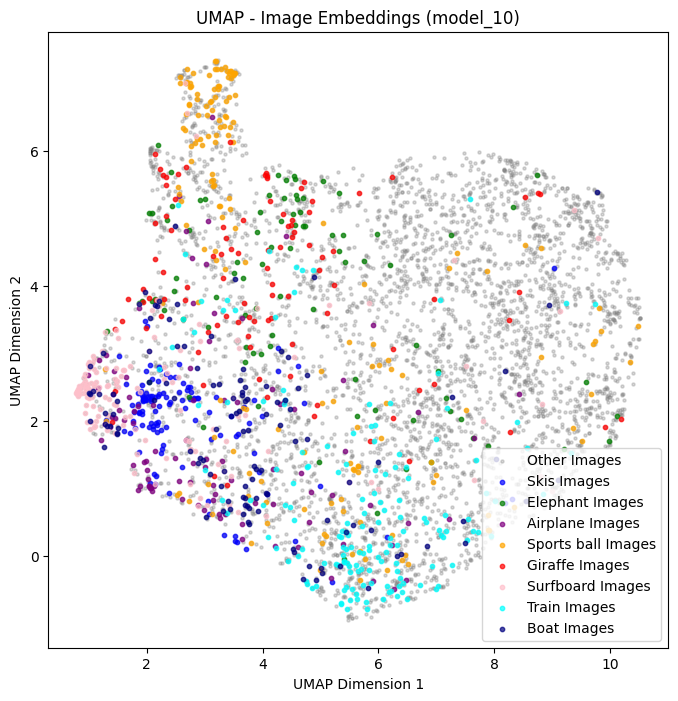 UMAP - Image Embeddings (model_10)
UMAP Dimension 2
6
4
2
0
Other Images
Skis Images
Elephant Images
Airplane Images
Sports ball Images
Giraffe Images
Surfboard Images
Train Images
Boat Images
2 4 6 8 10
UMAP Dimension 1